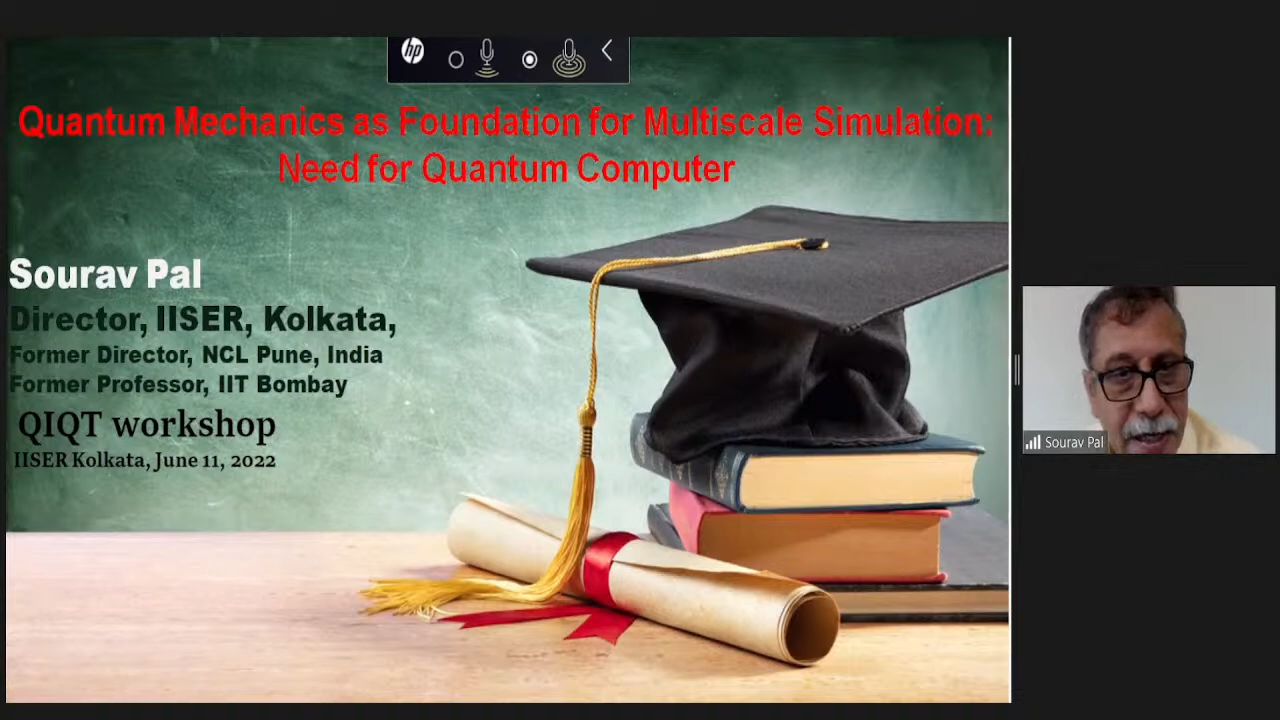 hp
Quantum Mechanics as Foundation for Multiscale Simulation:
Need for Quantum Computer
Sourav Pal
Director, IISER, Kolkata,
Former Director, NCL Pune, India
Former Professor, IIT Bombay
QIQT workshop
IISER Kolkata, June 11, 2022
Sourav Pal